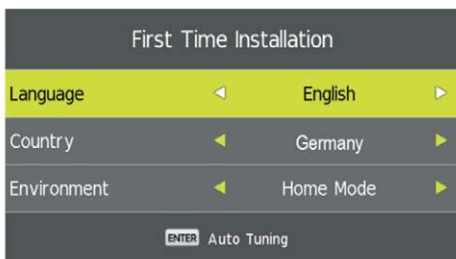 First Time Installation
Language English
Country Germany
Environment Home Mode
ENTER Auto Tuning